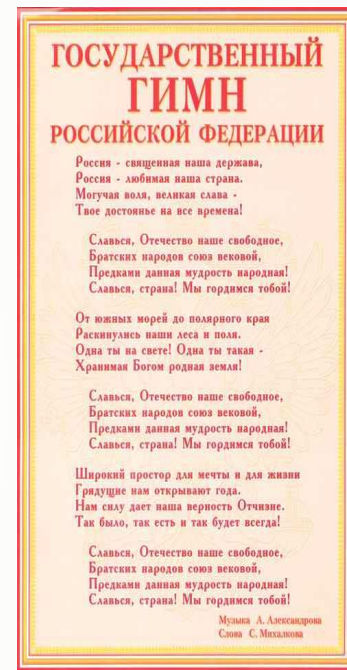 ГОСУДАРСТВЕННЫЙ
ГИМН
РОССИЙСКОЙ ФЕДЕРАЦИИ
Россия - священная наша держава,
Россия - любимая наша страна.
Могучая воля, великая слава -
Твое достоянье на все времена!
Славься, Отечество наше свободное,
Братских народов союз вековой,
Предками данная мудрость народная!
Славься, страна! Мы гордимся тобой!
От южных морей до полярного края
Раскинулись наши леса и поля.
Одна ты на свете! Одна ты такая -
Хранимая Богом родная земля!
Славься, Отечество наше свободное,
Братских народов союз вековой,
Предками данная мудрость народная!
Славься, страна! Мы гордимся тобой!
Широкий простор для мечты и для жизни
Грядущие нам открывают года.
Нам силу дает наша верность Отчизне.
Так было, так есть и так будет всегда!
Славься, Отечество наше свободное,
Братских народов союз вековой,
Предками данная мудрость народная!
Славься, страна! Мы гордимся тобой!
Музыка А. Александрова
Слова С. Михалкова